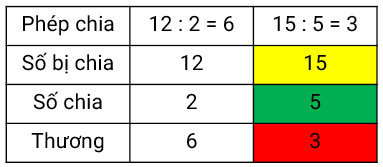 Phép chia 12 : 2 = 6 15 : 5 = 3
Số bị chia 12 15
Số chia 2 5
Thương 6 3